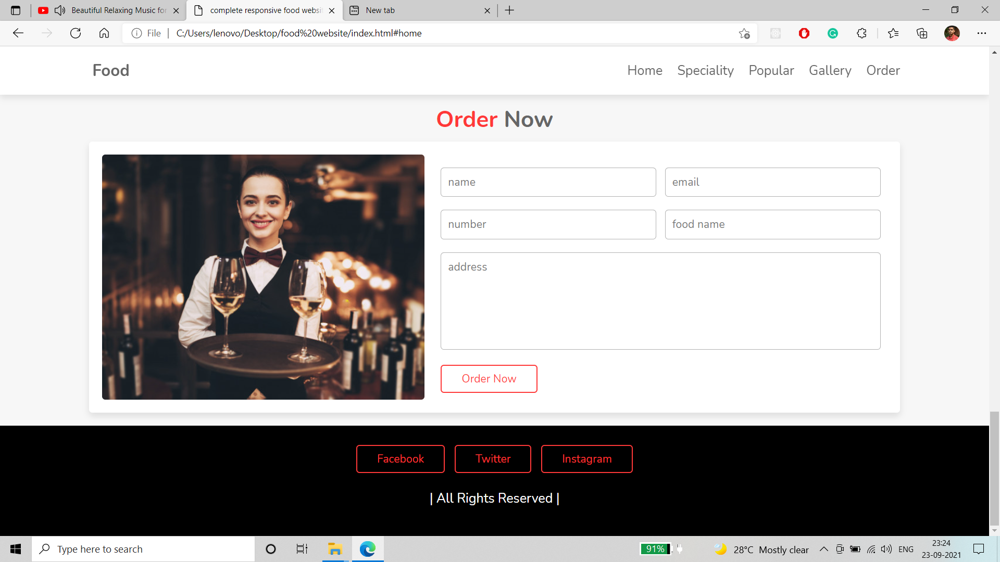 Beautiful Relaxing Music for
complete responsive food websit
New tab
File
C:/Users/lenovo/Desktop/food%20website/index.html#home
Food
Home Speciality Popular Gallery Order
Order Now
name email
number food name
address
Order Now
Facebook Twitter Instagram
| All Rights Reserved |
Type here to search
91%
28°C Mostly clear
ENG
23:24
23-09-2021